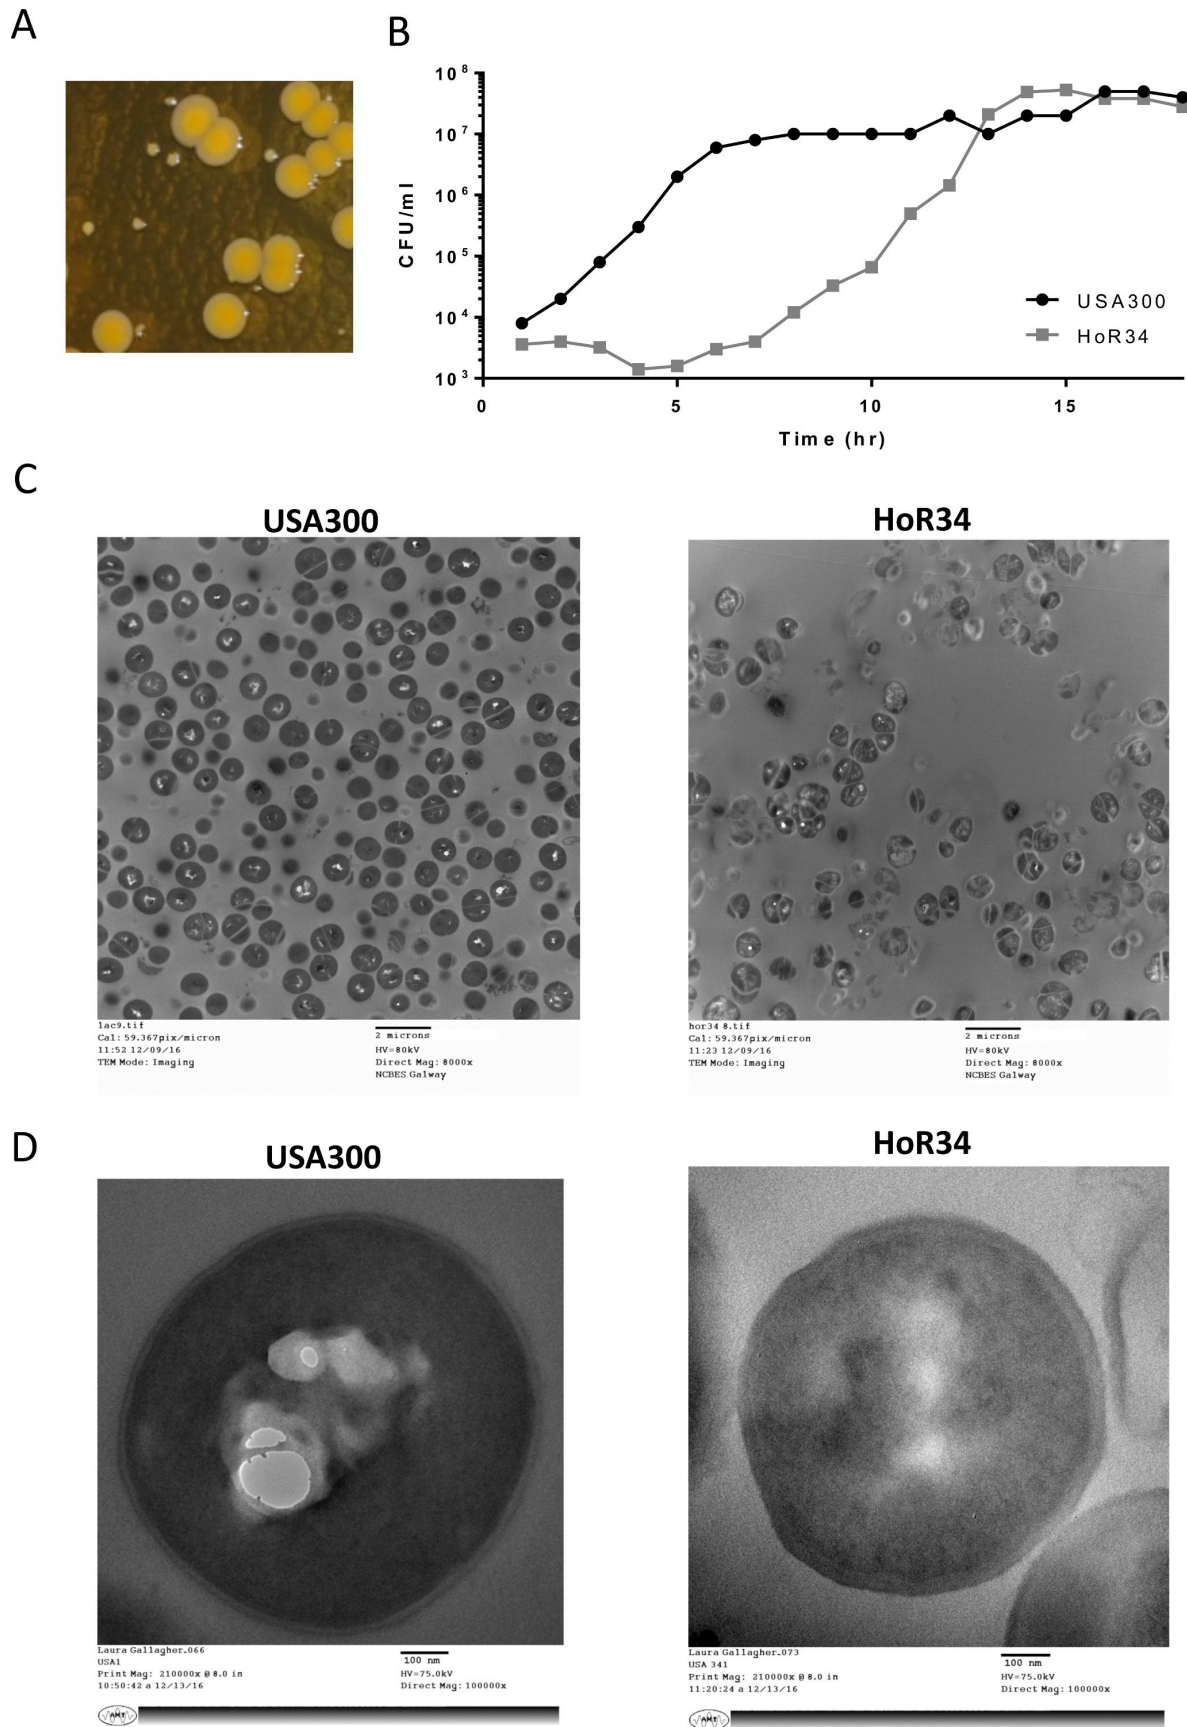 A
B
10 8
10 7
10 6
10 5
10 4
10 3
CFU/ml
USA300
HoR34
0 5 10 15
Time (hr)
C
USA300 HoR34
lac9.tif
Cal: 59.367pix/micron
11:52 12/09/16
TEM Mode: Imaging
2 microns
HV=80kV
Direct Mag: 8000x
NCBES Galway
hor34 8.tif
Cal: 59.367pix/micron
11:23 12/09/16
TEM Mode: Imaging
2 microns
HV=80kV
Direct Mag: 8000x
NCBES Galway
D
USA300 HoR34
Laura Gallagher.066
USA1
Print Mag: 210000x @ 8.0 in
10:50:42 a 12/13/16
100 nm
HV=75.0kV
Direct Mag: 100000x
AMT
Laura Gallagher.073
USA 341
Print Mag: 210000x @ 8.0 in
11:20:24 a 12/13/16
100 nm
HV=75.0kV
Direct Mag: 100000x
AMT